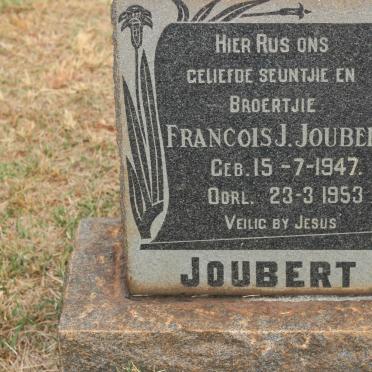 HIER RUS ONS
GELIEFDE SEUNTJIE EN
BROERTJIE
FRANCOIS J. JOUBE
GEB. 15 -7-1947.
OORL. 23-3 1953
VEILIG BY JESUS
JOUBERT